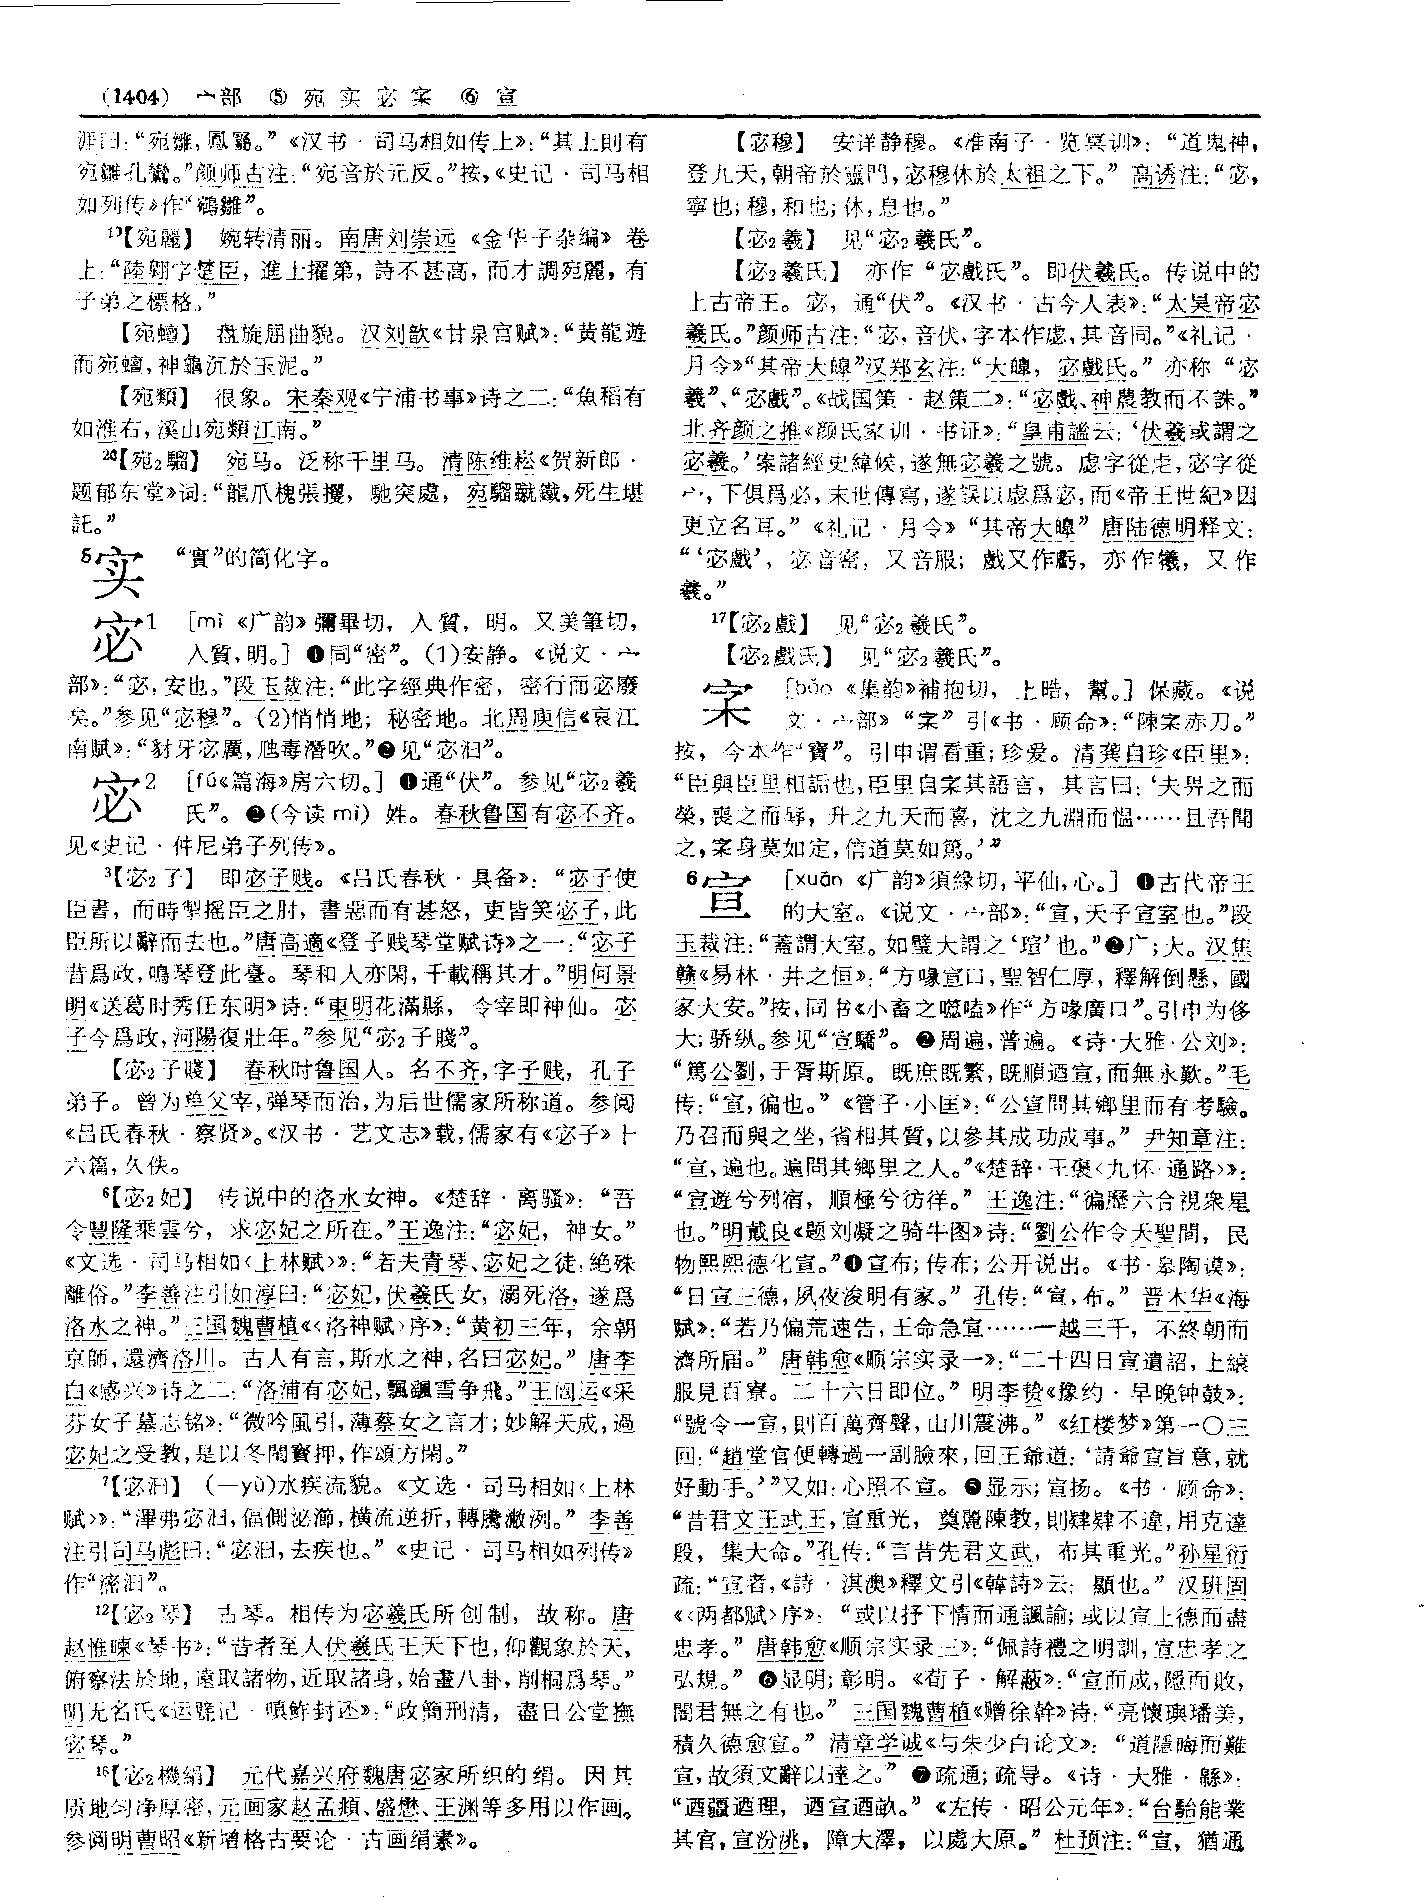 (1404) 宀部 ⑤宛实宓宲 ⑥宣
涯曰:“宛雛,鳳鸞。”《汉书·司马相如传上》:“其上則有
宛雛孔鸞。”颜师古注:“宛音於元反。”按,《史记·司马相
如列传》作“鵷雛”。
19【宛麗】 婉转清丽。南唐刘崇远《金华子杂编》卷
上:“陸翱字楚臣,進士擢第,詩不甚高,而才調宛麗,有
子弟之標格。”
【宛蟺】 盘旋屈曲貌。汉刘歆《甘泉宫赋》:“黄龍遊
而宛蟺,神龜沉於玉泥。”
【宛類】 很象。宋秦观《宁浦书事》诗之二:“魚稻有
如淮右,溪山宛類江南。”
20【宛2騮】 宛马。泛称千里马。清陈维崧《贺新郎·
题郁东堂》词:“龍爪槐張攫,馳突處,宛騮蹴鐵,死生堪
託。”
5实 “實”的简化字。
宓1 [mì《广韵》彌畢切,入質,明。又美筆切,
入質,明。] ❶同“密”。(1)安静。《说文·宀
部》:“宓,安也。”段玉裁注:“此字經典作密,密行而宓廢
矣。”参见“宓穆”。(2)悄悄地;秘密地。北周庾信《哀江
南赋》:“豺牙宓厲,虺毒潛吹。”❷见“宓汩”。
宓2 [fú《篇海》房六切。] ❶通“伏”。参见“宓2羲
氏”。❷(今读mì) 姓。春秋鲁国有宓不齐。
见《史记·仲尼弟子列传》。
3【宓2子】 即宓子贱。《吕氏春秋·具备》:“宓子使
臣書,而時掣摇臣之肘,書惡而有甚怒,吏皆笑宓子,此
臣所以辭而去也。”唐高適《登子贱琴堂赋诗》之一:“宓子
昔爲政,鳴琴登此臺。琴和人亦閑,千載稱其才。”明何景
明《送葛时秀任东明》诗:“東明花滿縣,令宰即神仙。宓
子今爲政,河陽復壯年。”参见“宓2子賤”。
【宓2子賤】 春秋时鲁国人。名不齐,字子贱,孔子
弟子。曾为单父宰,弹琴而治,为后世儒家所称道。参阅
《吕氏春秋·察贤》。《汉书·艺文志》载,儒家有《宓子》十
六篇,久佚。
6【宓2妃】 传说中的洛水女神。《楚辞·离骚》:“吾
令豐隆乘雲兮,求宓妃之所在。”王逸注:“宓妃,神女。”
《文选·司马相如〈上林赋〉》:“若夫青琴、宓妃之徒,絶殊
離俗。”李善注引如淳曰:“宓妃,伏羲氏女,溺死洛,遂爲
洛水之神。”三国魏曹植《〈洛神赋〉序》:“黄初三年,余朝
京師,還濟洛川。古人有言,斯水之神,名曰宓妃。”唐李
白《感兴》诗之二:“洛浦有宓妃,飄飖雪争飛。”王闿运《采
芬女子墓志铭》:“微吟風引,薄蔡女之言才;妙解天成,過
宓妃之受教,是以冬閨寶押,作頌方閑。”
7【宓汩】 (—yù)水疾流貌。《文选·司马相如〈上林
赋〉》:“滭弗宓汩,偪側泌瀄,横流逆折,轉騰潎洌。”李善
注引司马彪曰:“宓汩,去疾也。”《史记·司马相如列传》
作“滵汩”。
12【宓2琴】 古琴。相传为宓羲氏所创制,故称。唐
赵惟暕《琴书》:“昔者至人伏羲氏王天下也,仰觀象於天,
俯察法於地,遠取諸物,近取諸身,始畫八卦,削桐爲琴。”
明无名氏《运甓记·嗔鲊封还》:“政簡刑清,盡日公堂撫
宓琴。”
16【宓2機絹】 元代嘉兴府魏唐宓家所织的绢。因其
质地匀净厚密,元画家赵孟頫、盛懋、王渊等多用以作画。
参阅明曹昭《新增格古要论·古画绢素》。
【宓穆】 安详静穆。《淮南子·览冥训》:“道鬼神,
登九天,朝帝於靈門,宓穆休於太祖之下。”高诱注:“宓,
寧也;穆,和也;休,息也。”
【宓2羲】 见“宓2羲氏”。
【宓2羲氏】 亦作“宓戲氏”。即伏羲氏。传说中的
上古帝王。宓,通“伏”。《汉书·古今人表》:“太昊帝宓
羲氏。”颜师古注:“宓,音伏,字本作虙,其音同。”《礼记·
月令》“其帝大皞”汉郑玄注:“大皞,宓戲氏。”亦称“宓
羲”、“宓戲”。《战国策·赵策二》:“宓戲、神農教而不誅。”
北齐颜之推《颜氏家训·书证》:“皇甫謐云:‘伏羲或謂之
宓羲。’案諸經史緯候,遂無宓羲之號。虙字從虍,宓字從
宀,下俱爲必,末世傳寫,遂誤以虙爲宓,而《帝王世紀》因
更立名耳。”《礼记·月令》“其帝大皞”唐陆德明释文:
“‘宓戲’,宓音密,又音服;戲又作虧,亦作犧,又作
羲。”
17【宓2戲】 见“宓2羲氏”。
【宓2戲氏】 见“宓2羲氏”。
宲 [bǎo《集韵》補抱切,上晧,幫。] 保藏。《说
文·宀部》“宲”引《书·顾命》:“陳宲赤刀。”
按,今本作“寶”。引申谓看重;珍爱。清龚自珍《臣里》:
“臣與臣里相詬也,臣里自宲其語言,其言曰:‘夫畀之而
榮,喪之而辱,升之九天而喜,沈之九淵而愠……且吾聞
之,宲身莫如定,信道莫如篤。’”
6宣 [xuān《广韵》須緣切,平仙,心。] ❶古代帝王
的大室。《说文·宀部》:“宣,天子宣室也。”段
玉裁注:“蓋謂大室。如璧大謂之‘瑄’也。”❷广;大。汉焦
赣《易林·井之恒》:“方喙宣口,聖智仁厚,釋解倒懸,國
家大安。”按,同书《小畜之噬嗑》作“方喙廣口”。引申为侈
大;骄纵。参见“宣驕”。❸周遍,普遍。《诗·大雅·公刘》:
“篤公劉,于胥斯原。既庶既繁,既順迺宣,而無永歎。”毛
传:“宣,徧也。”《管子·小匡》:“公宣問其鄉里而有考驗。
乃召而與之坐,省相其質,以參其成功成事。”尹知章注:
“宣,遍也。遍問其鄉里之人。”《楚辞·王褒〈九怀·通路〉》:
“宣遊兮列宿,順極兮彷徉。”王逸注:“徧歷六合視衆星
也。”明戴良《题刘凝之骑牛图》诗:“劉公作令天聖間,民
物熙熙德化宣。”❹宣布;传布;公开说出。《书·皋陶谟》:
“日宣三德,夙夜浚明有家。”孔传:“宣,布。”晋木华《海
赋》:“若乃偏荒速告,王命急宣……一越三千,不終朝而
濟所届。”唐韩愈《顺宗实录一》:“二十四日宣遺詔,上縗
服見百寮。二十六日即位。”明李贽《豫约·早晚钟鼓》:
“號令一宣,則百萬齊聲,山川震沸。”《红楼梦》第一〇三
回:“趙堂官便轉過一副臉來,回王爺道:‘請爺宣旨意,就
好動手。’”又如:心照不宣。❺显示;宣扬。《书·顾命》:
“昔君文王武王,宣重光,奠麗陳教,則肄肄不違,用克達
殷,集大命。”孔传:“言昔先君文武,布其重光。”孙星衍
疏:“宣者,《詩·淇澳》釋文引《韓詩》云:顯也。”汉班固
《〈两都赋〉序》:“或以抒下情而通諷諭;或以宣上德而盡
忠孝。”唐韩愈《顺宗实录三》:“佩詩禮之明訓,宣忠孝之
弘規。”❻显明;彰明。《荀子·解蔽》:“宣而成,隱而敗,
闇君無之有也。”三国魏曹植《赠徐幹》诗:“亮懷璵璠美,
積久德愈宣。”清章学诚《与朱少白论文》:“道隱晦而難
宣,故須文辭以達之。”❼疏通;疏导。《诗·大雅·緜》:
“迺疆迺理,迺宣迺畝。”《左传·昭公元年》:“台駘能業
其官,宣汾洮,障大澤,以處大原。”杜预注:“宣,猶通